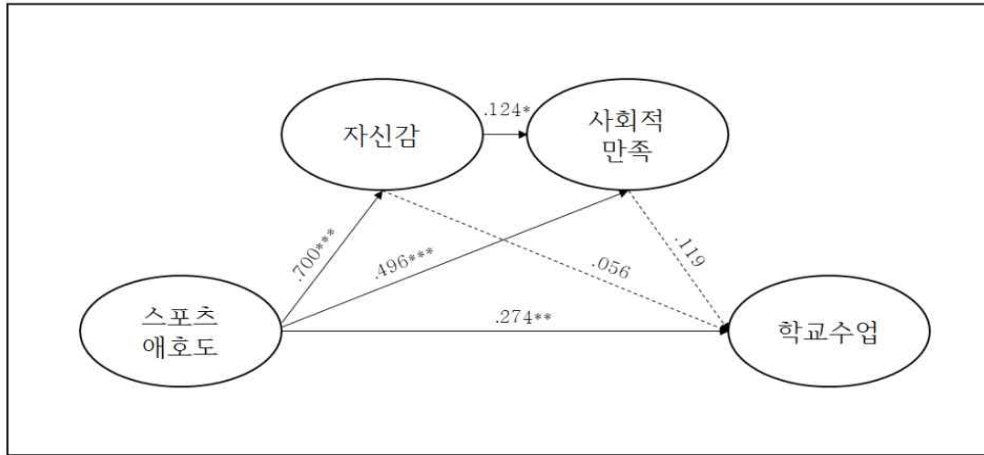 .124*
자신감
사회적
만족
.700***
.496***
.056
.119
.274**
스포츠
애호도
학교수업